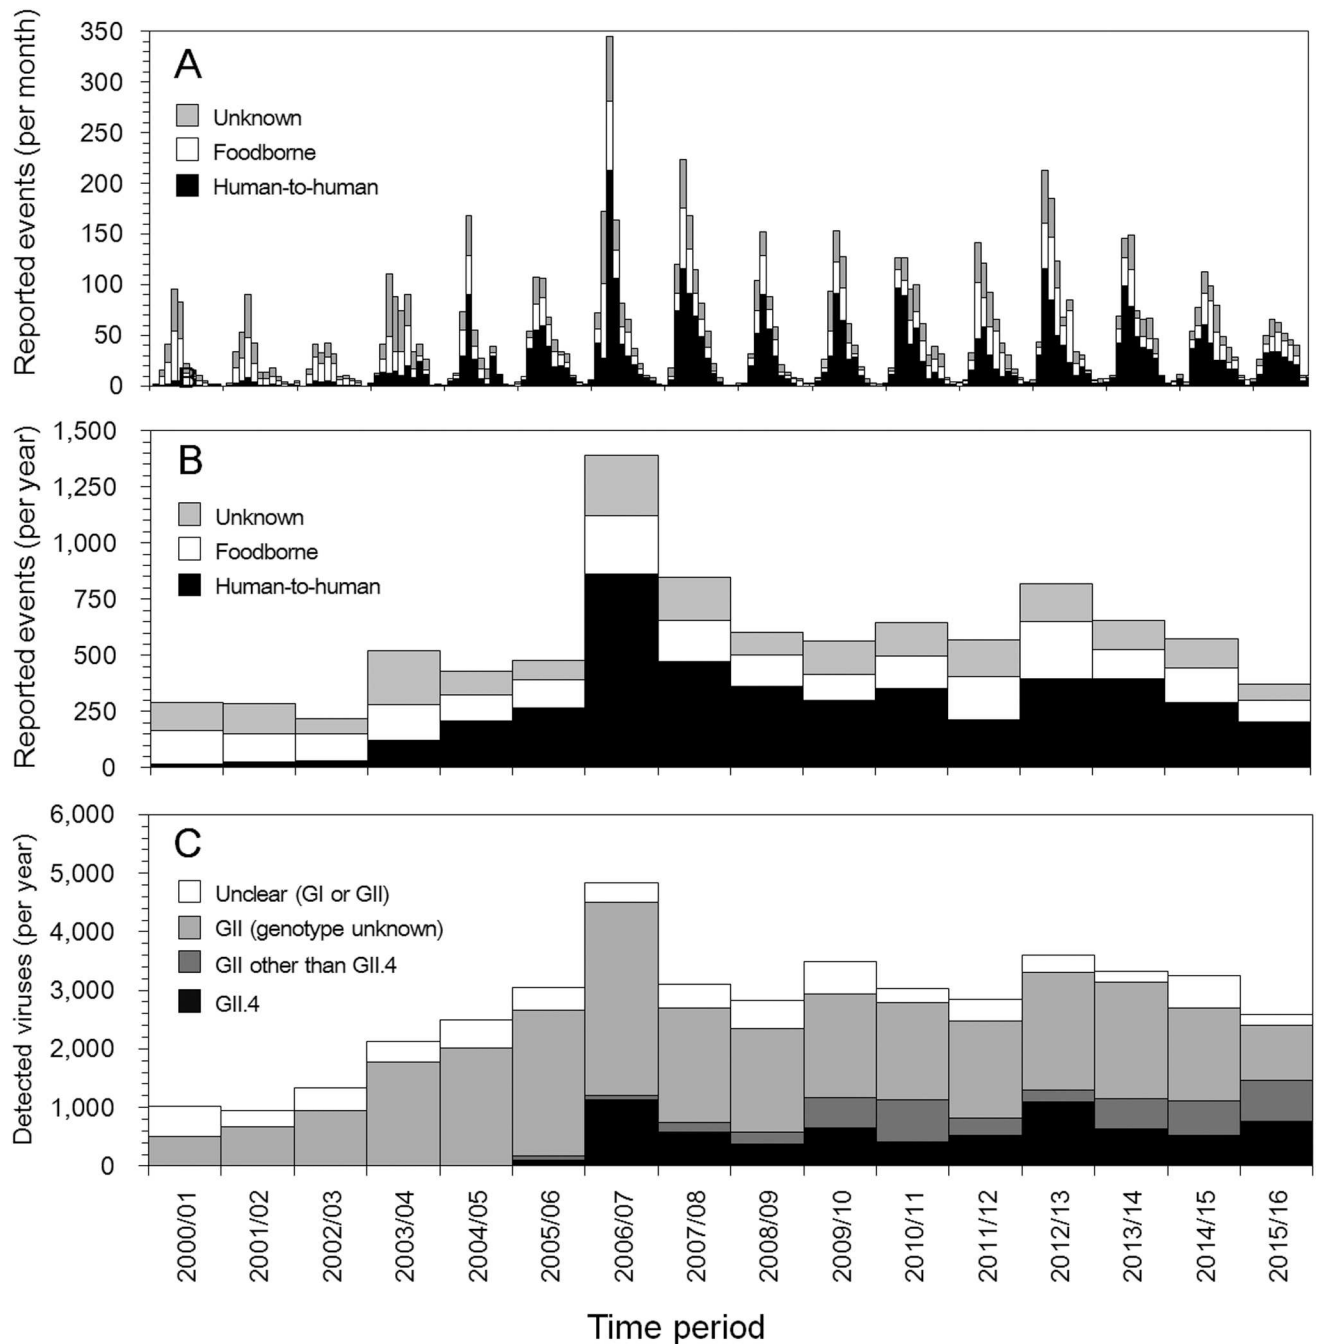 Reported events (per month)
350
300
250
200
150
100
50
0
A
Unknown
Foodborne
Human-to-human
D
Reported events (per year)
1,500
1,250
1,000
750
500
250
0
B
Unknown
Foodborne
Human-to-human
Detected viruses (per year)
6,000
5,000
4,000
3,000
2,000
1,000
0
C
Unclear (GI or GII)
GII (genotype unknown)
GII other than GII.4
GII.4
2000/01
2001/02
2002/03
2003/04
2004/05
2005/06
2006/07
2007/08
2008/09
2009/10
2010/11
2011/12
2012/13
2013/14
2014/15
2015/16
Time period